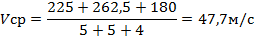 Vср = (225 + 262,5 + 180) / (5 + 5 + 4) = 47,7м/с